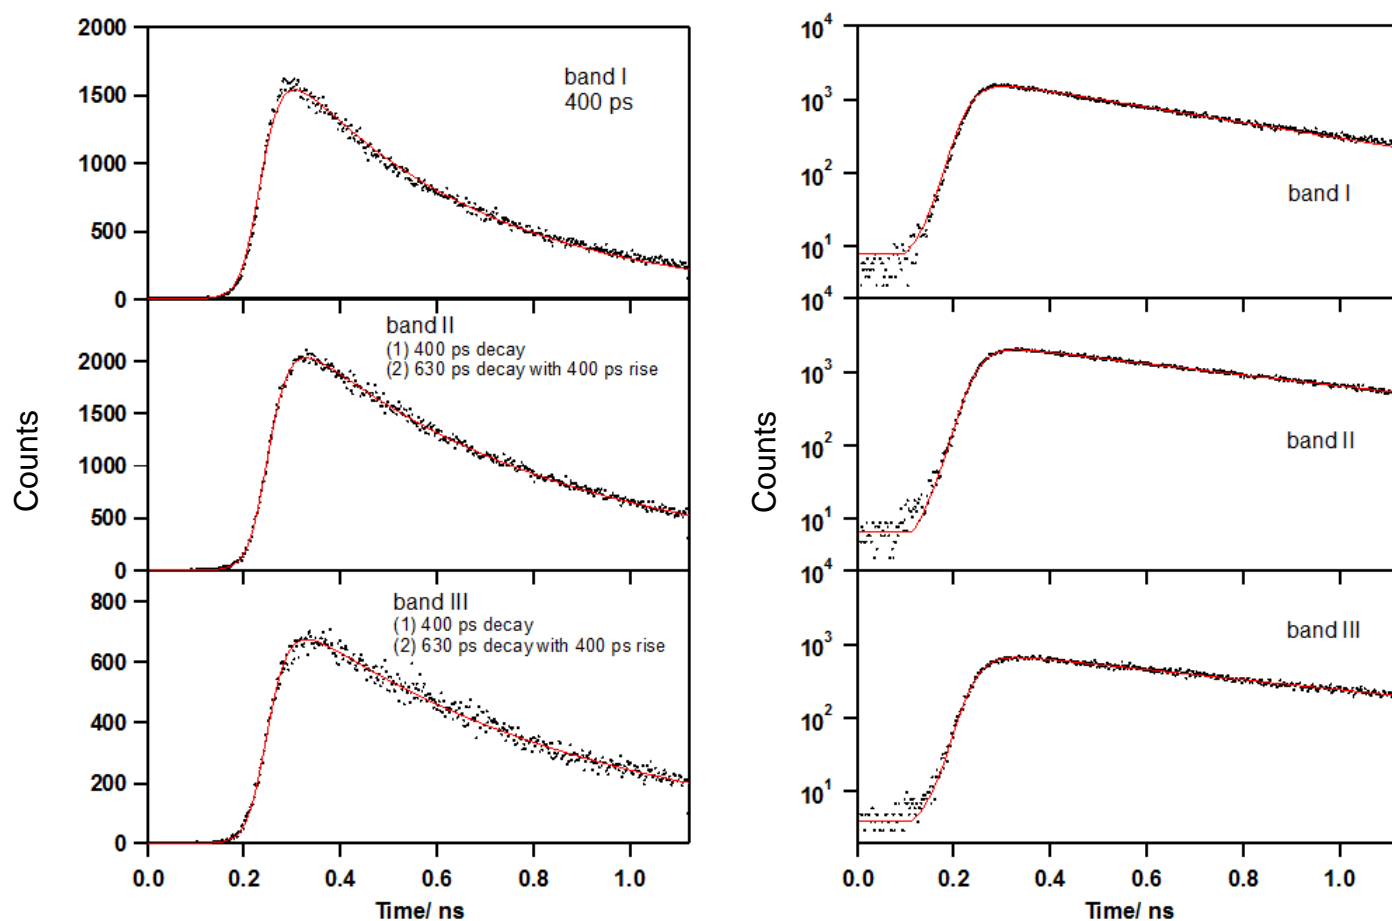 2000
1500
1000
500
0
band I
400 ps
2000
1500
1000
500
0
band II
(1) 400 ps decay
(2) 630 ps decay with 400 ps rise
800
600
400
200
0
band III
(1) 400 ps decay
(2) 630 ps decay with 400 ps rise
0.0 0.2 0.4 0.6 0.8 1.0
Time/ ns
Counts
10^4
10^3
10^2
10^1
band I
10^4
10^3
10^2
10^1
band II
10^4
10^3
10^2
10^1
band III
0.0 0.2 0.4 0.6 0.8 1.0
Time/ ns
Counts